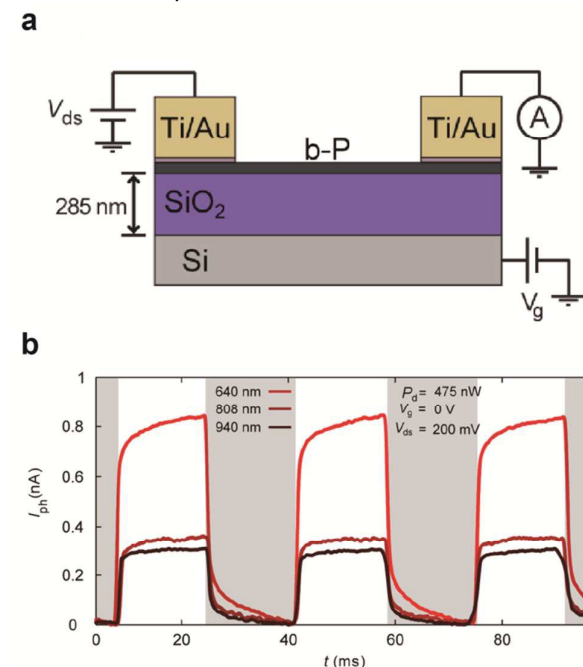 a
V_ds
Ti/Au
Ti/Au
A
b-P
285 nm
SiO₂
Si
V_g
b
1
0.8
0.6
0.4
0.2
0
I_ph(nA)
640 nm
808 nm
940 nm
P_d= 475 nW
V_g = 0 V
V_ds = 200 mV
0 20 40 60 80
t (ms)